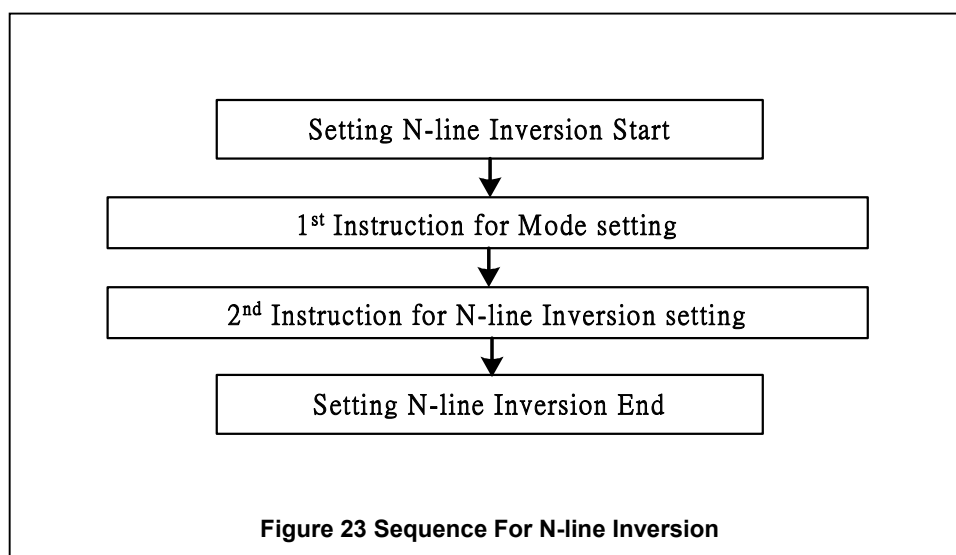 Setting N-line Inversion Start
1st Instruction for Mode setting
2nd Instruction for N-line Inversion setting
Setting N-line Inversion End
Figure 23 Sequence For N-line Inversion